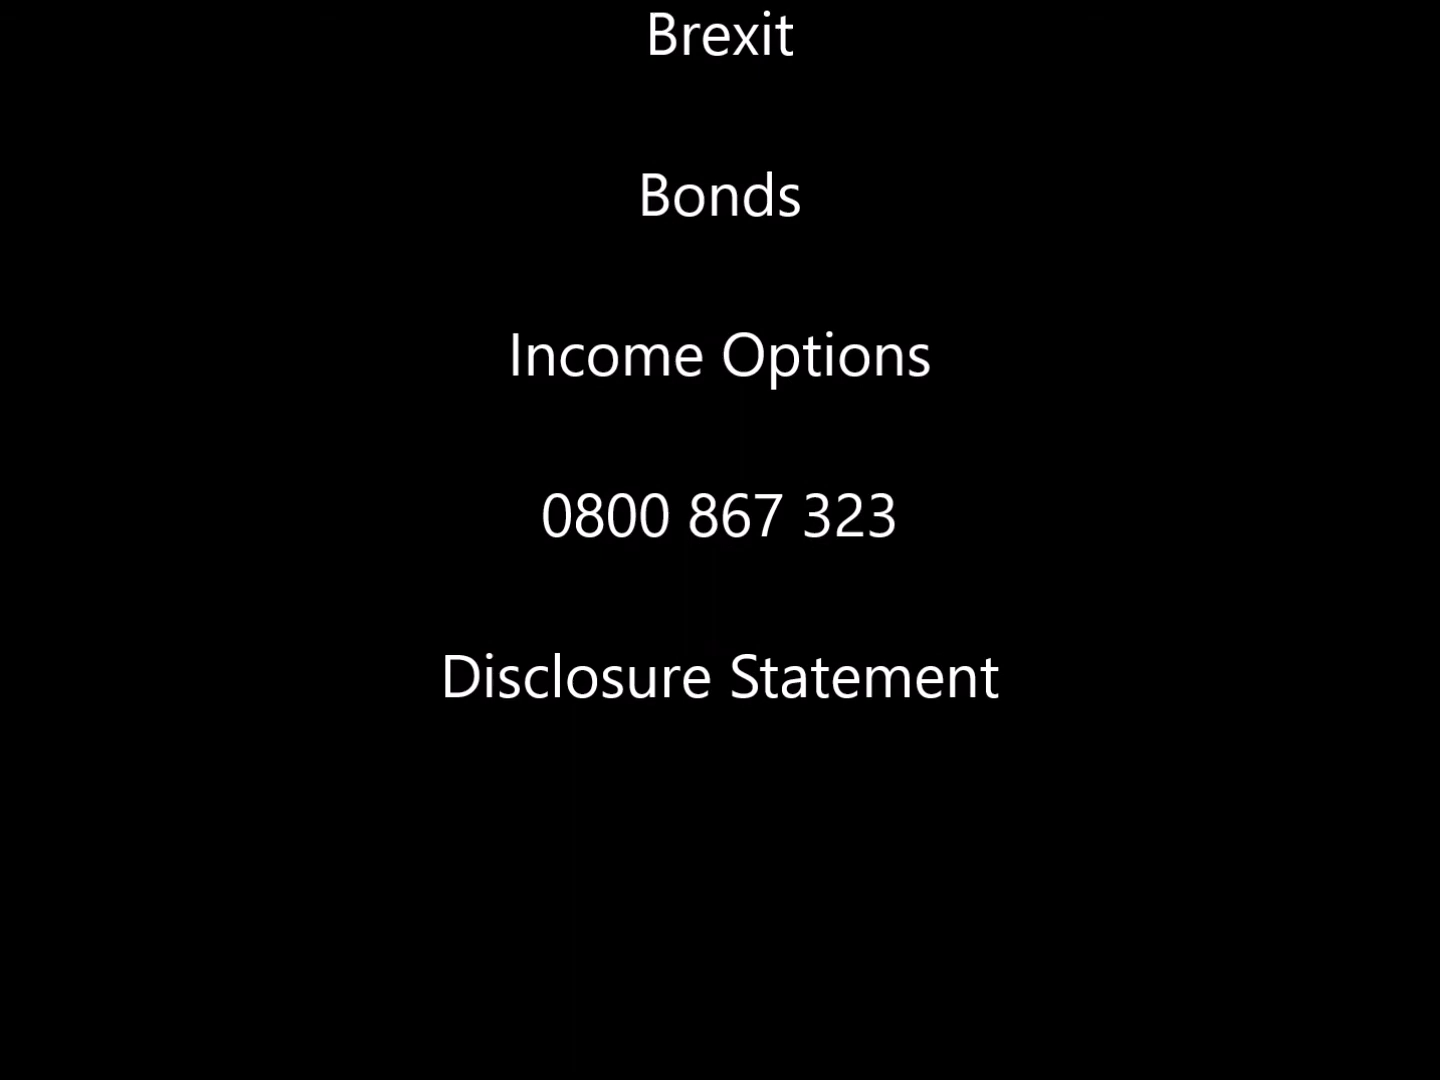 Brexit
Bonds
Income Options
0800 867 323
Disclosure Statement